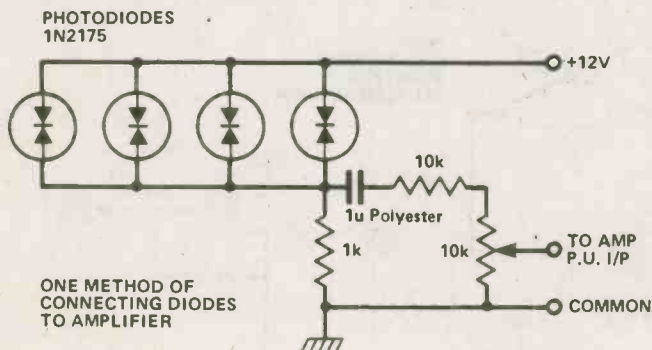 PHOTODIODES
1N2175
+12V
10k
1u Polyester
1k
10k
TO AMP
P.U. I/P
ONE METHOD OF
CONNECTING DIODES
TO AMPLIFIER
COMMON